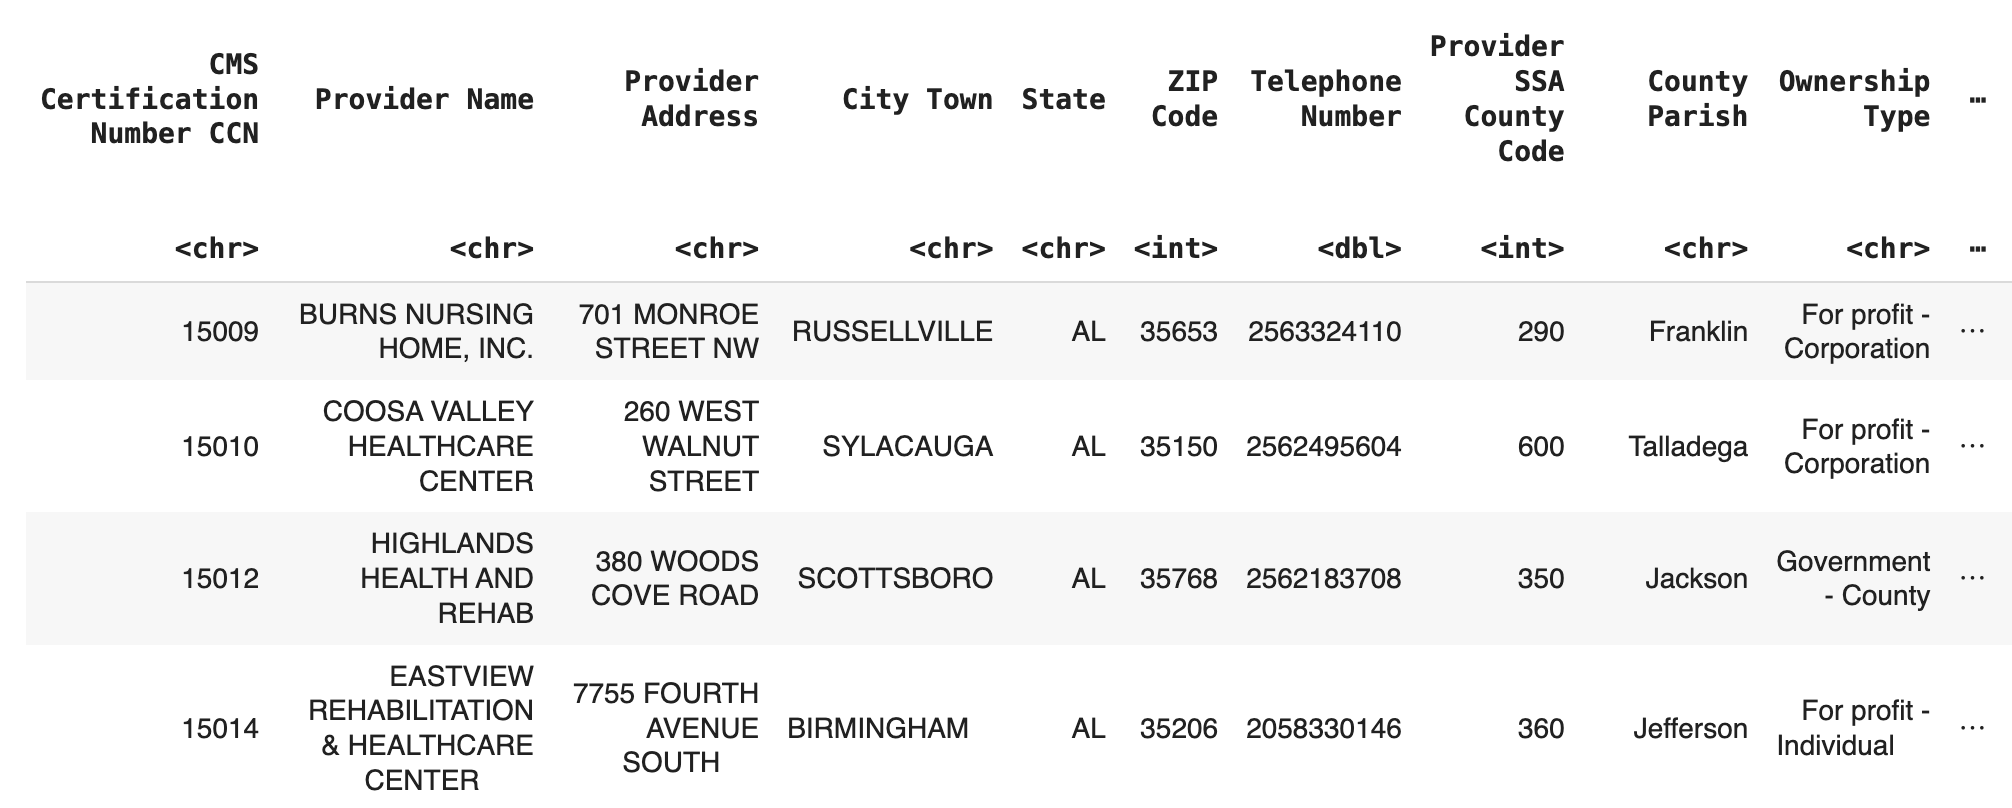 CMS Certification Number CCN Provider Name Provider Address City Town State ZIP Code Telephone Number Provider SSA County Code County Parish Ownership Type …
<chr> <chr> <chr> <chr> <chr> <int> <dbl> <int> <chr> <chr> …
15009 BURNS NURSING HOME, INC. 701 MONROE STREET NW RUSSELLVILLE AL 35653 2563324110 290 Franklin For profit - Corporation …
15010 COOSA VALLEY HEALTHCARE CENTER 260 WEST WALNUT STREET SYLACAUGA AL 35150 2562495604 600 Talladega For profit - Corporation …
15012 HIGHLANDS HEALTH AND REHAB 380 WOODS COVE ROAD SCOTTSBORO AL 35768 2562183708 350 Jackson Government - County …
15014 EASTVIEW REHABILITATION & HEALTHCARE CENTER 7755 FOURTH AVENUE SOUTH BIRMINGHAM AL 35206 2058330146 360 Jefferson For profit - Individual …